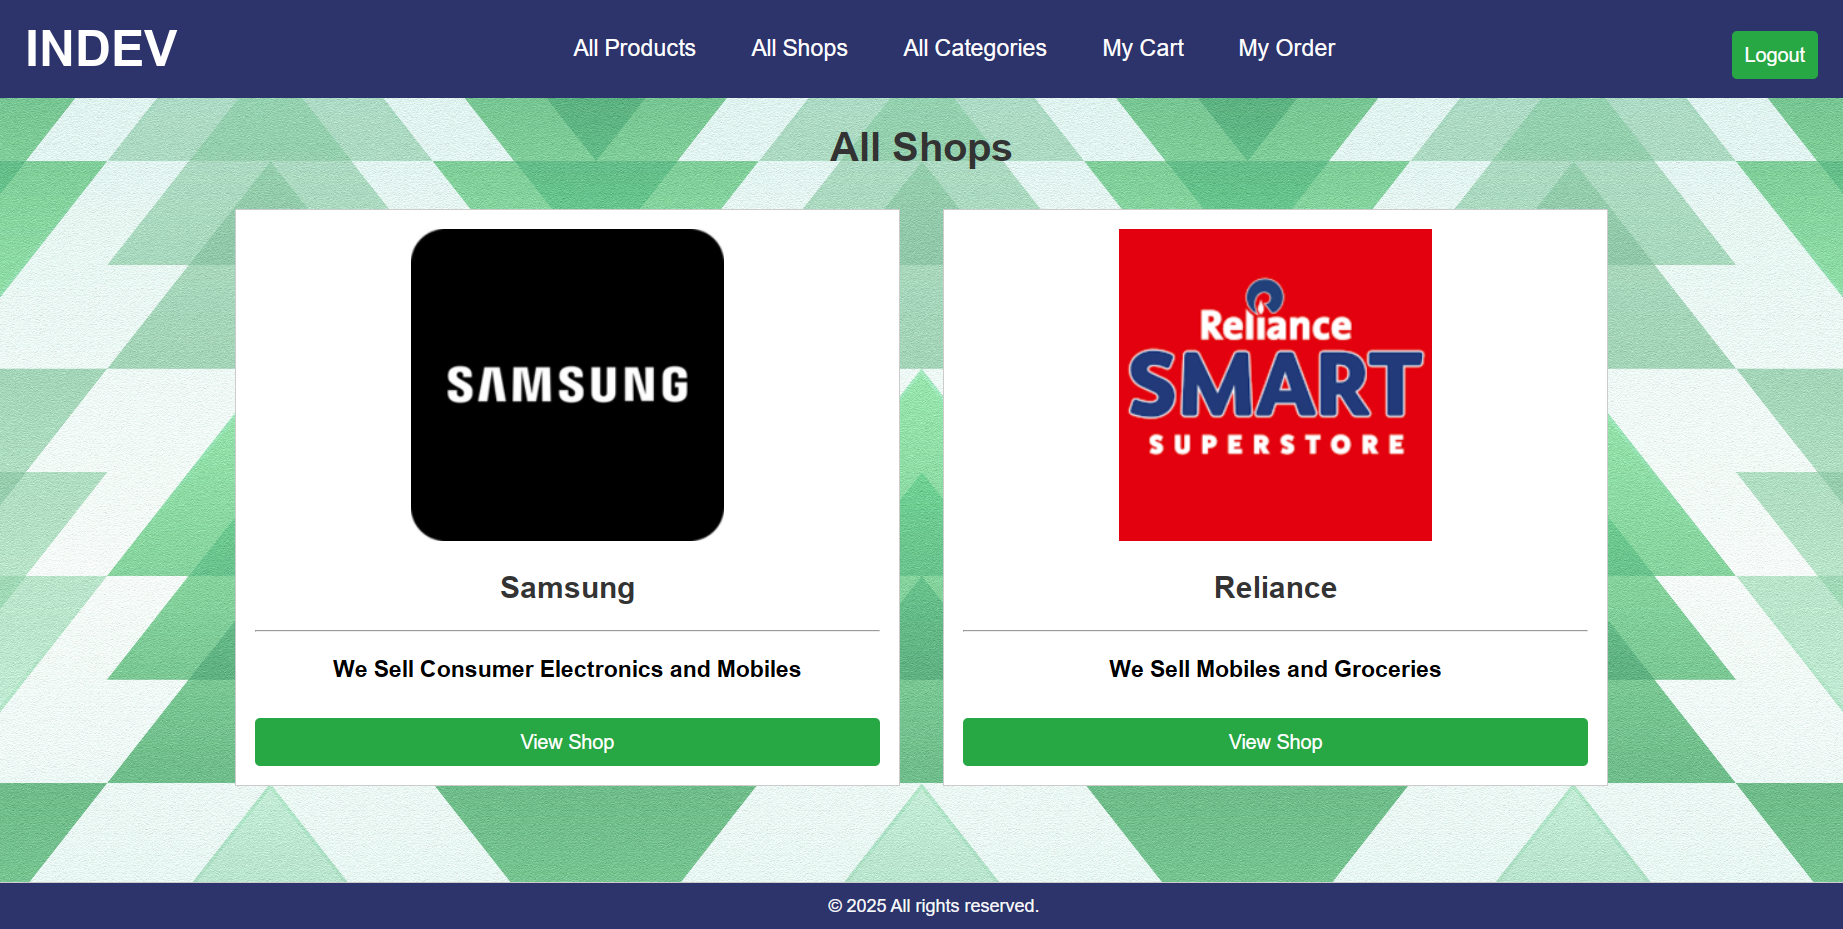 INDEV
All Products
All Shops
All Categories
My Cart
My Order
Logout
All Shops
SAMSUNG
Samsung
We Sell Consumer Electronics and Mobiles
View Shop
Reliance
SMART
SUPERSTORE
Reliance
We Sell Mobiles and Groceries
View Shop
© 2025 All rights reserved.